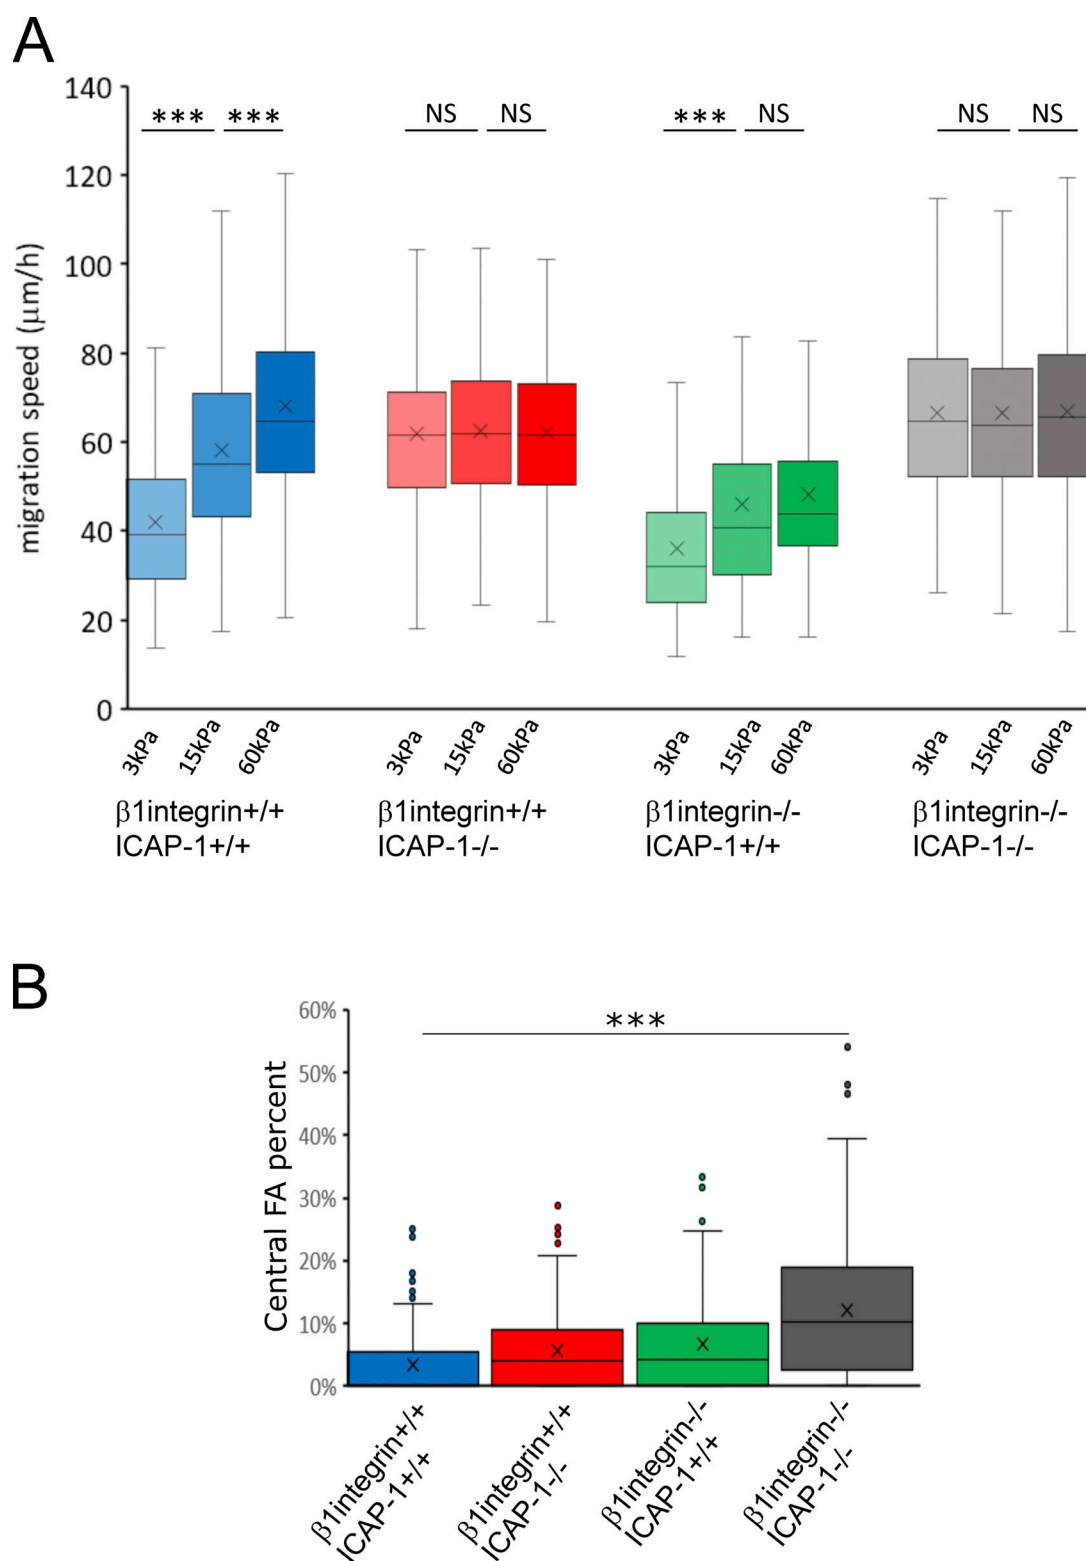 A
migration speed (μm/h)
140
120
100
80
60
40
20
0
*** ***
NS NS
*** NS
NS NS
3kPa 15kPa 60kPa
3kPa 15kPa 60kPa
3kPa 15kPa 60kPa
3kPa 15kPa 60kPa
β1integrin+/+
ICAP-1+/+
β1integrin+/+
ICAP-1-/-
β1integrin-/-
ICAP-1+/+
β1integrin-/-
ICAP-1-/-
B
Central FA percent
60%
50%
40%
30%
20%
10%
0%
***
β1integrin+/+
ICAP-1+/+
β1integrin+/+
ICAP-1-/-
β1integrin-/-
ICAP-1+/+
β1integrin-/-
ICAP-1-/-